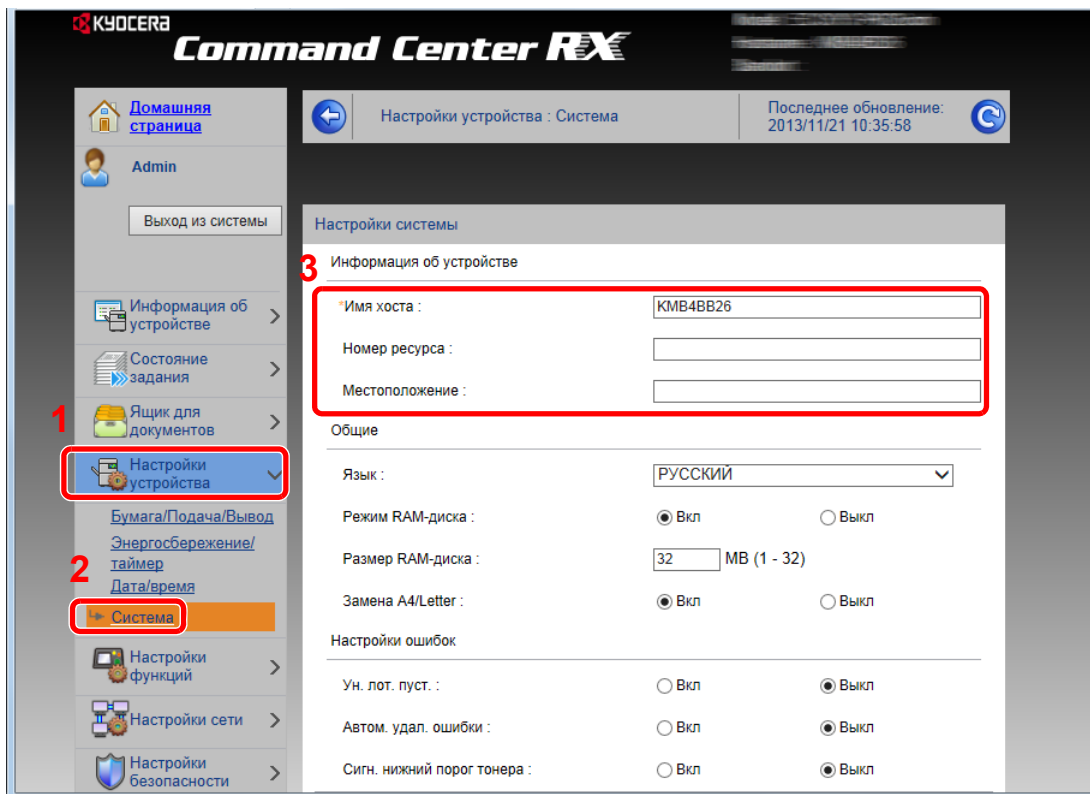 KYOCERA
Command Center RX
Домашняя
страница
Admin
Выход из системы
Настройки устройства : Система
Последнее обновление:
2013/11/21 10:35:58
Информация об
устройстве
Состояние
задания
1
Ящик для
документов
Настройки
устройства
Бумага/Подача/Вывод
Энергосбережение/
таймер
2
Дата/время
Система
Настройки
функций
Настройки сети
Настройки
безопасности
Настройки системы
3
Информация об устройстве
*Имя хоста : KMB4BB26
Номер ресурса :
Местоположение :
Общие
Язык : РУССКИЙ
Режим RAM-диска : Вкл Выкл
Размер RAM-диска : 32 MB (1 - 32)
Замена A4/Letter : Вкл Выкл
Настройки ошибок
Ун. лот. пуст. : Вкл Выкл
Автом. удал. ошибки : Вкл Выкл
Сигн. нижний порог тонера : Вкл Выкл